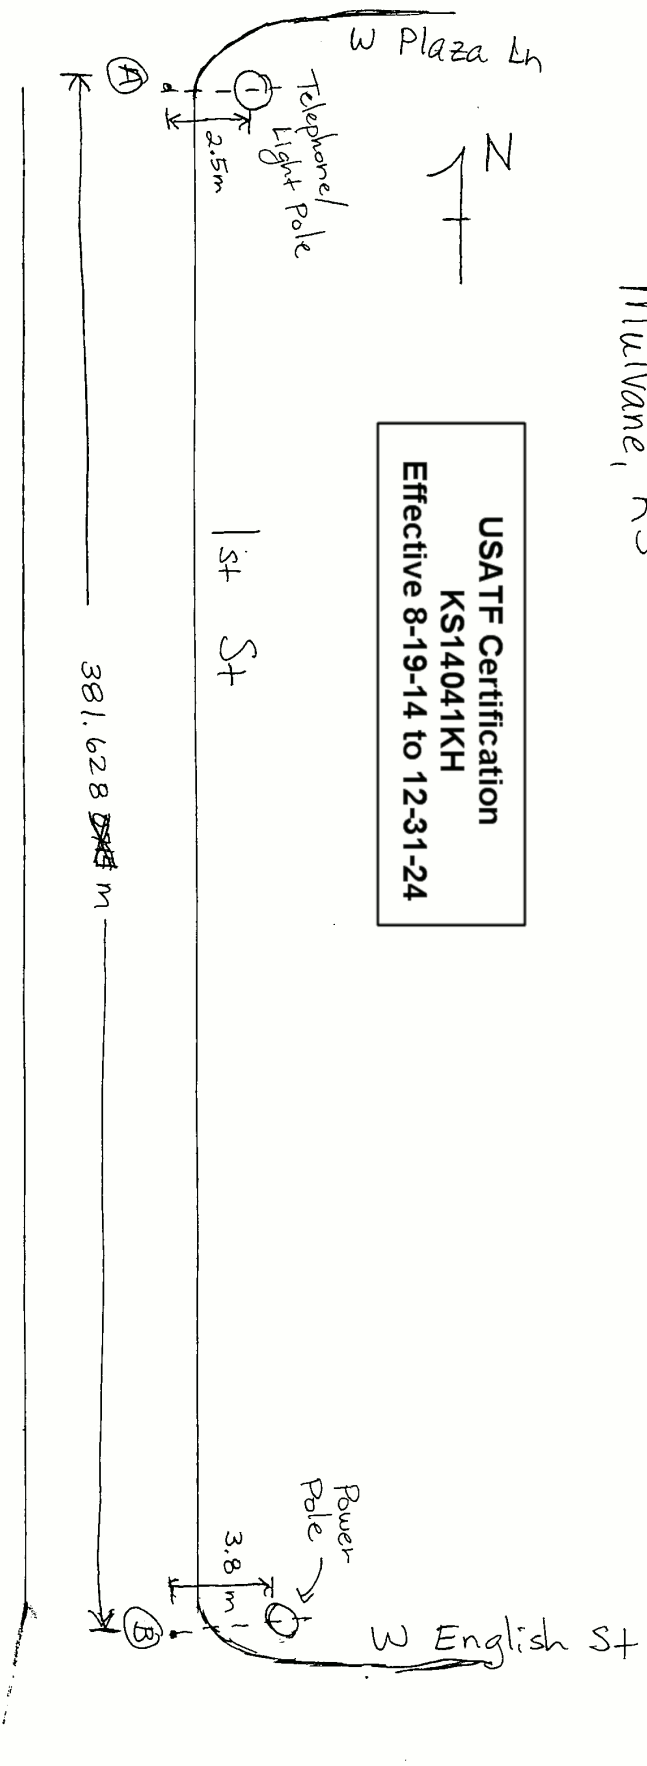 W Plaza Ln
A
Telephone/
Light Pole
2.5m
N
Mulvane, KS
USATF Certification
KS14041KH
Effective 8-19-14 to 12-31-24
1st St
381.628 m
Power
Pole
3.8 m
B
W English St